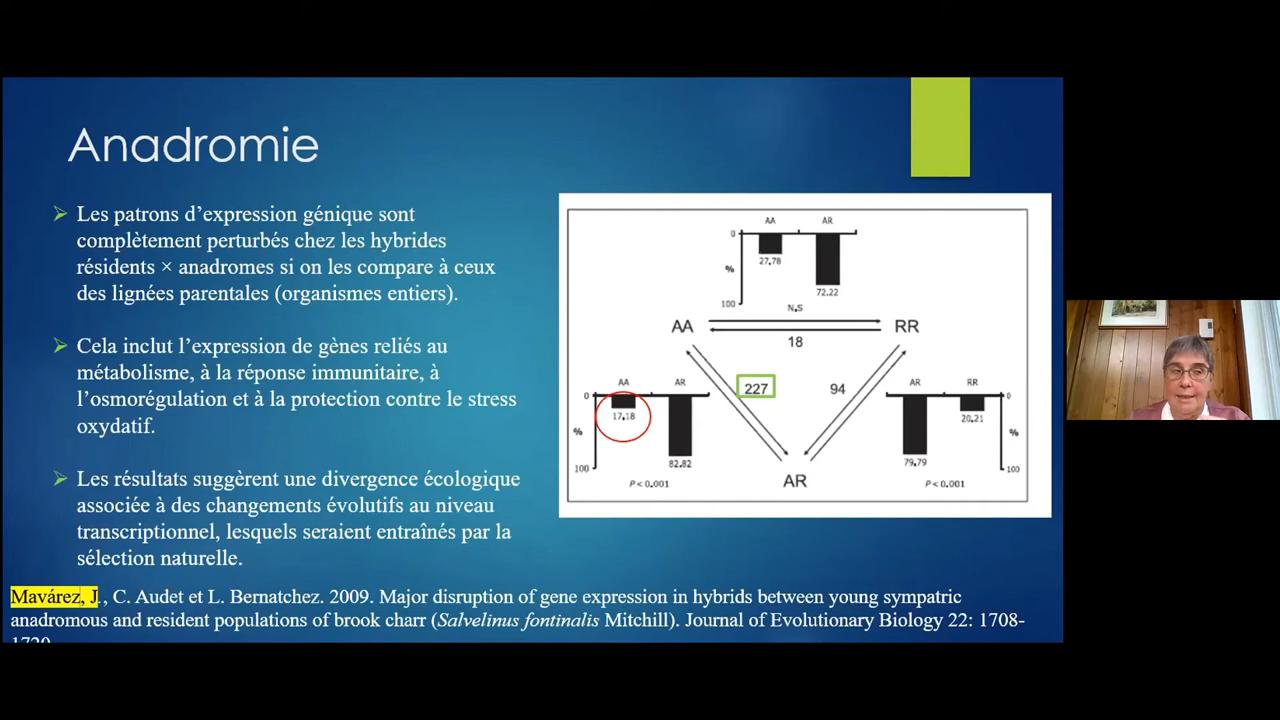 Anadromie
➢ Les patrons d’expression génique sont
complètement perturbés chez les hybrides
résidents × anadromes si on les compare à ceux
des lignées parentales (organismes entiers).
➢ Cela inclut l’expression de gènes reliés au
métabolisme, à la réponse immunitaire, à
l’osmorégulation et à la protection contre le stress
oxydatif.
➢ Les résultats suggèrent une divergence écologique
associée à des changements évolutifs au niveau
transcriptionnel, lesquels seraient entraînés par la
sélection naturelle.
AA AR
0
27.78
%
72.22
100
N.S
AA RR
18
227 94
AA AR
0
17.18
%
82.82
100
P < 0.001
AR RR
0
20.21
%
79.79
100
P < 0.001
AR
Mavárez, J., C. Audet et L. Bernatchez. 2009. Major disruption of gene expression in hybrids between young sympatric
anadromous and resident populations of brook charr (Salvelinus fontinalis Mitchill). Journal of Evolutionary Biology 22: 1708-
1720